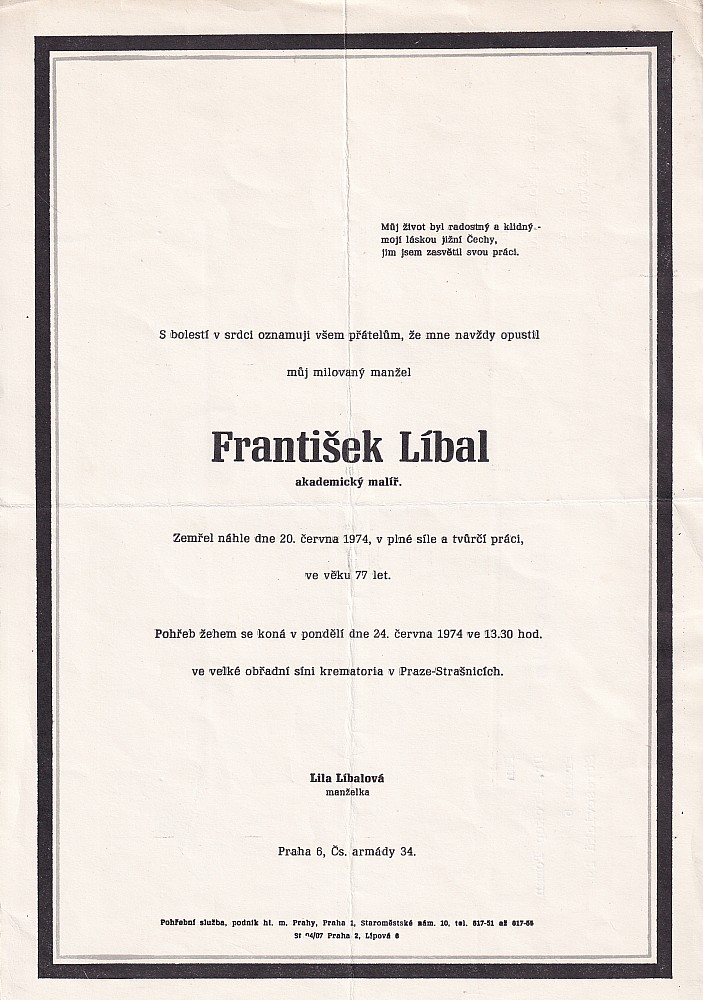 Můj život byl radostný a klidný -
mojí láskou jižní Čechy,
jim jsem zasvětil svou práci.
S bolestí v srdci oznamuji všem přátelům, že mne navždy opustil
můj milovaný manžel
František Líbal
akademický malíř.
Zemřel náhle dne 20. června 1974, v plné síle a tvůrčí práci,
ve věku 77 let.
Pohřeb žehem se koná v pondělí dne 24. června 1974 ve 13.30 hod.
ve velké obřadní síni krematoria v Praze-Strašnicích.
Lila Líbalová
manželka
Praha 6, Čs. armády 34.
Pohřební služba, podnik hl. m. Prahy, Praha 1, Staroměstské nám. 10, tel. 617-51 až 617-55
Praha 2, Lípová 6